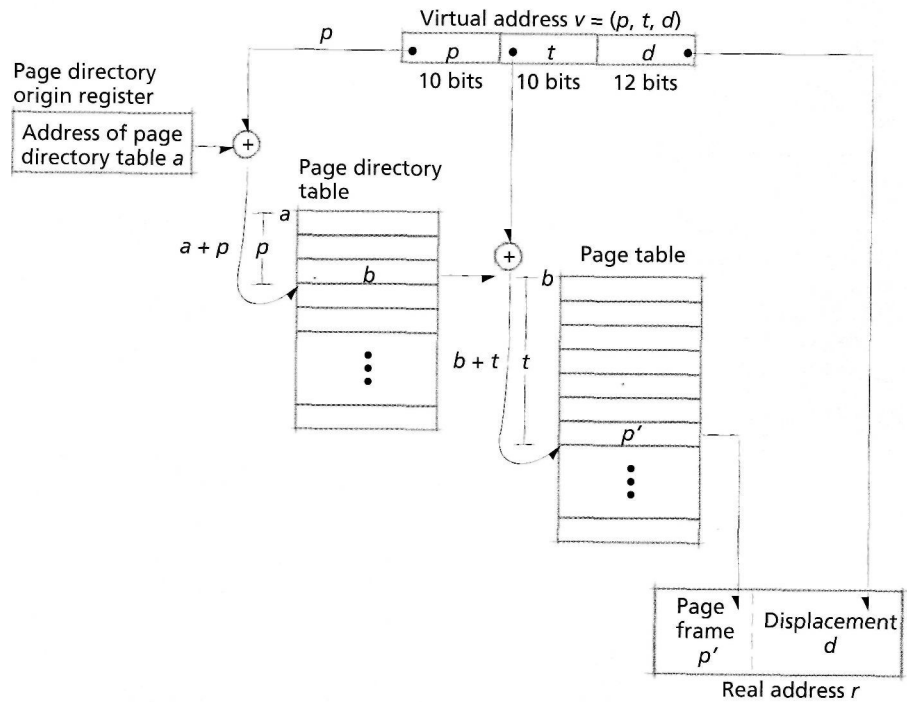 Virtual address v = (p, t, d)
p
p
t
d
10 bits
10 bits
12 bits
Page directory
origin register
Address of page
directory table a
+
Page directory
table
a
a + p
p
b
+
Page table
b
b + t
t
p′
Page
frame
p′
Displacement
d
Real address r